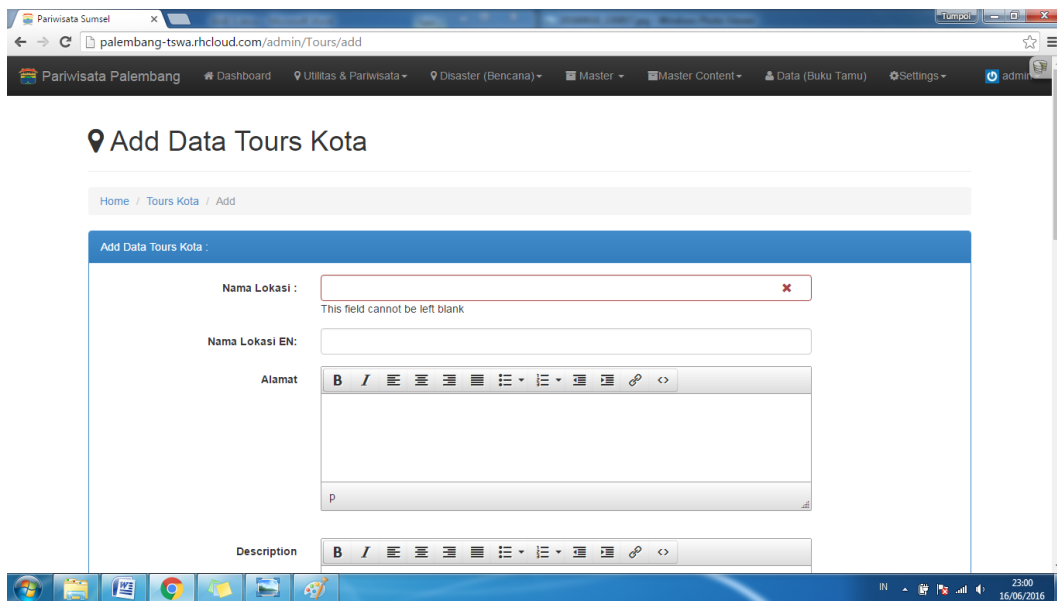 Pariwisata Sumsel
Tumpol
palembang-tswa.rhcloud.com/admin/Tours/add
Pariwisata Palembang Dashboard Utilitas & Pariwisata Disaster (Bencana) Master Master Content Data (Buku Tamu) Settings admin
Add Data Tours Kota
Home / Tours Kota / Add
Add Data Tours Kota :
Nama Lokasi :
This field cannot be left blank
Nama Lokasi EN:
Alamat
B I
p
Description
B I
IN
23:00
16/06/2016